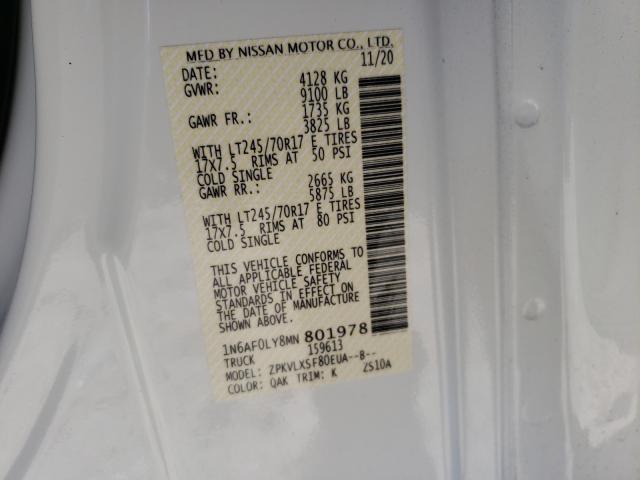 MFD BY NISSAN MOTOR CO., LTD.
DATE: 11/20
GVWR: 4128 KG
9100 LB
GAWR FR.: 1735 KG
3825 LB
WITH LT245/70R17 E TIRES
17X7.5 RIMS AT 50 PSI
COLD SINGLE
GAWR RR.: 2665 KG
5875 LB
WITH LT245/70R17 E TIRES
17X7.5 RIMS AT 80 PSI
COLD SINGLE
THIS VEHICLE CONFORMS TO
ALL APPLICABLE FEDERAL
MOTOR VEHICLE SAFETY
STANDARDS IN EFFECT ON
THE DATE OF MANUFACTURE
SHOWN ABOVE.
1N6AF0LY8MN 801978
TRUCK 159613
MODEL: ZPKVLXSF80EUA--B--
COLOR: QAK TRIM: K ZS10A